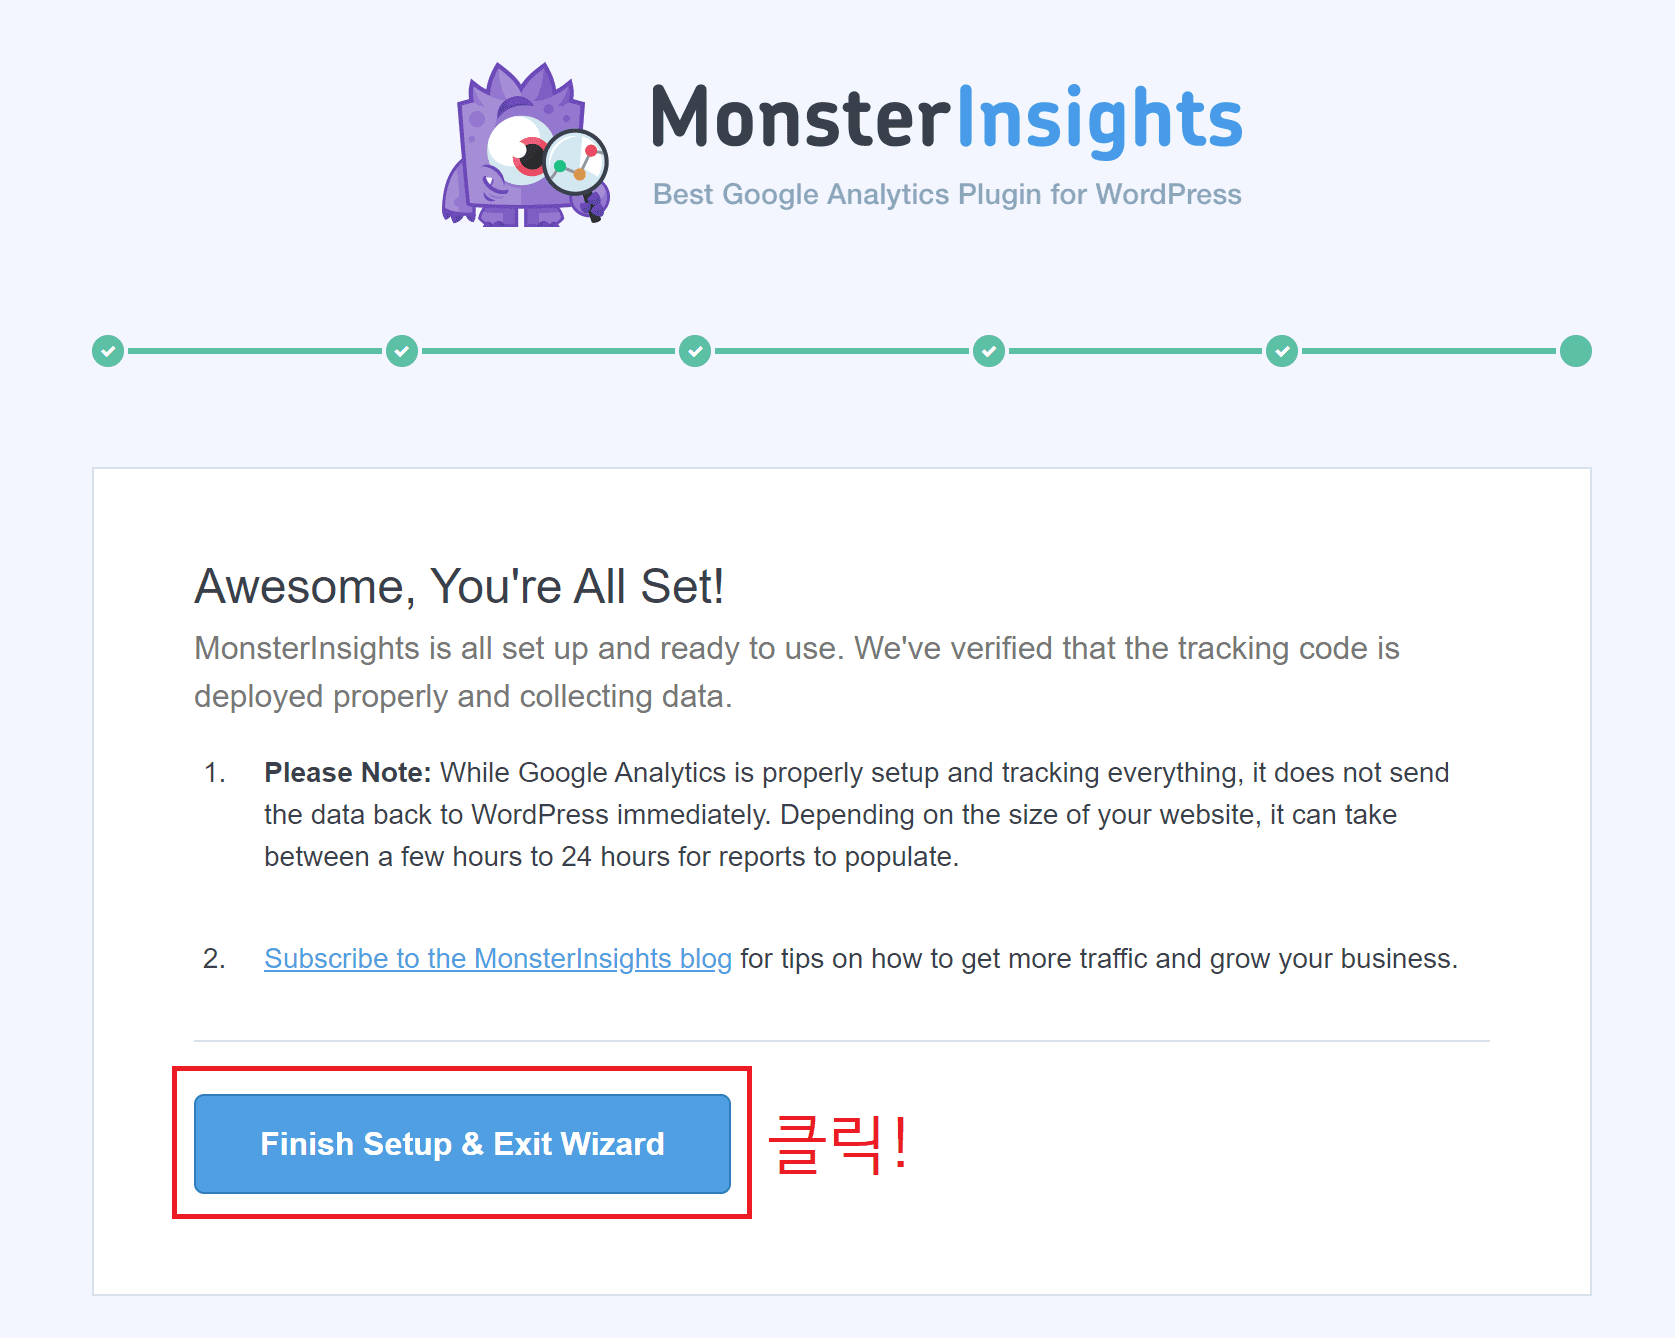 MonsterInsights
Best Google Analytics Plugin for WordPress
Awesome, You're All Set!
MonsterInsights is all set up and ready to use. We've verified that the tracking code is
deployed properly and collecting data.
1. Please Note: While Google Analytics is properly setup and tracking everything, it does not send
the data back to WordPress immediately. Depending on the size of your website, it can take
between a few hours to 24 hours for reports to populate.
2. Subscribe to the MonsterInsights blog for tips on how to get more traffic and grow your business.
Finish Setup & Exit Wizard 클릭!